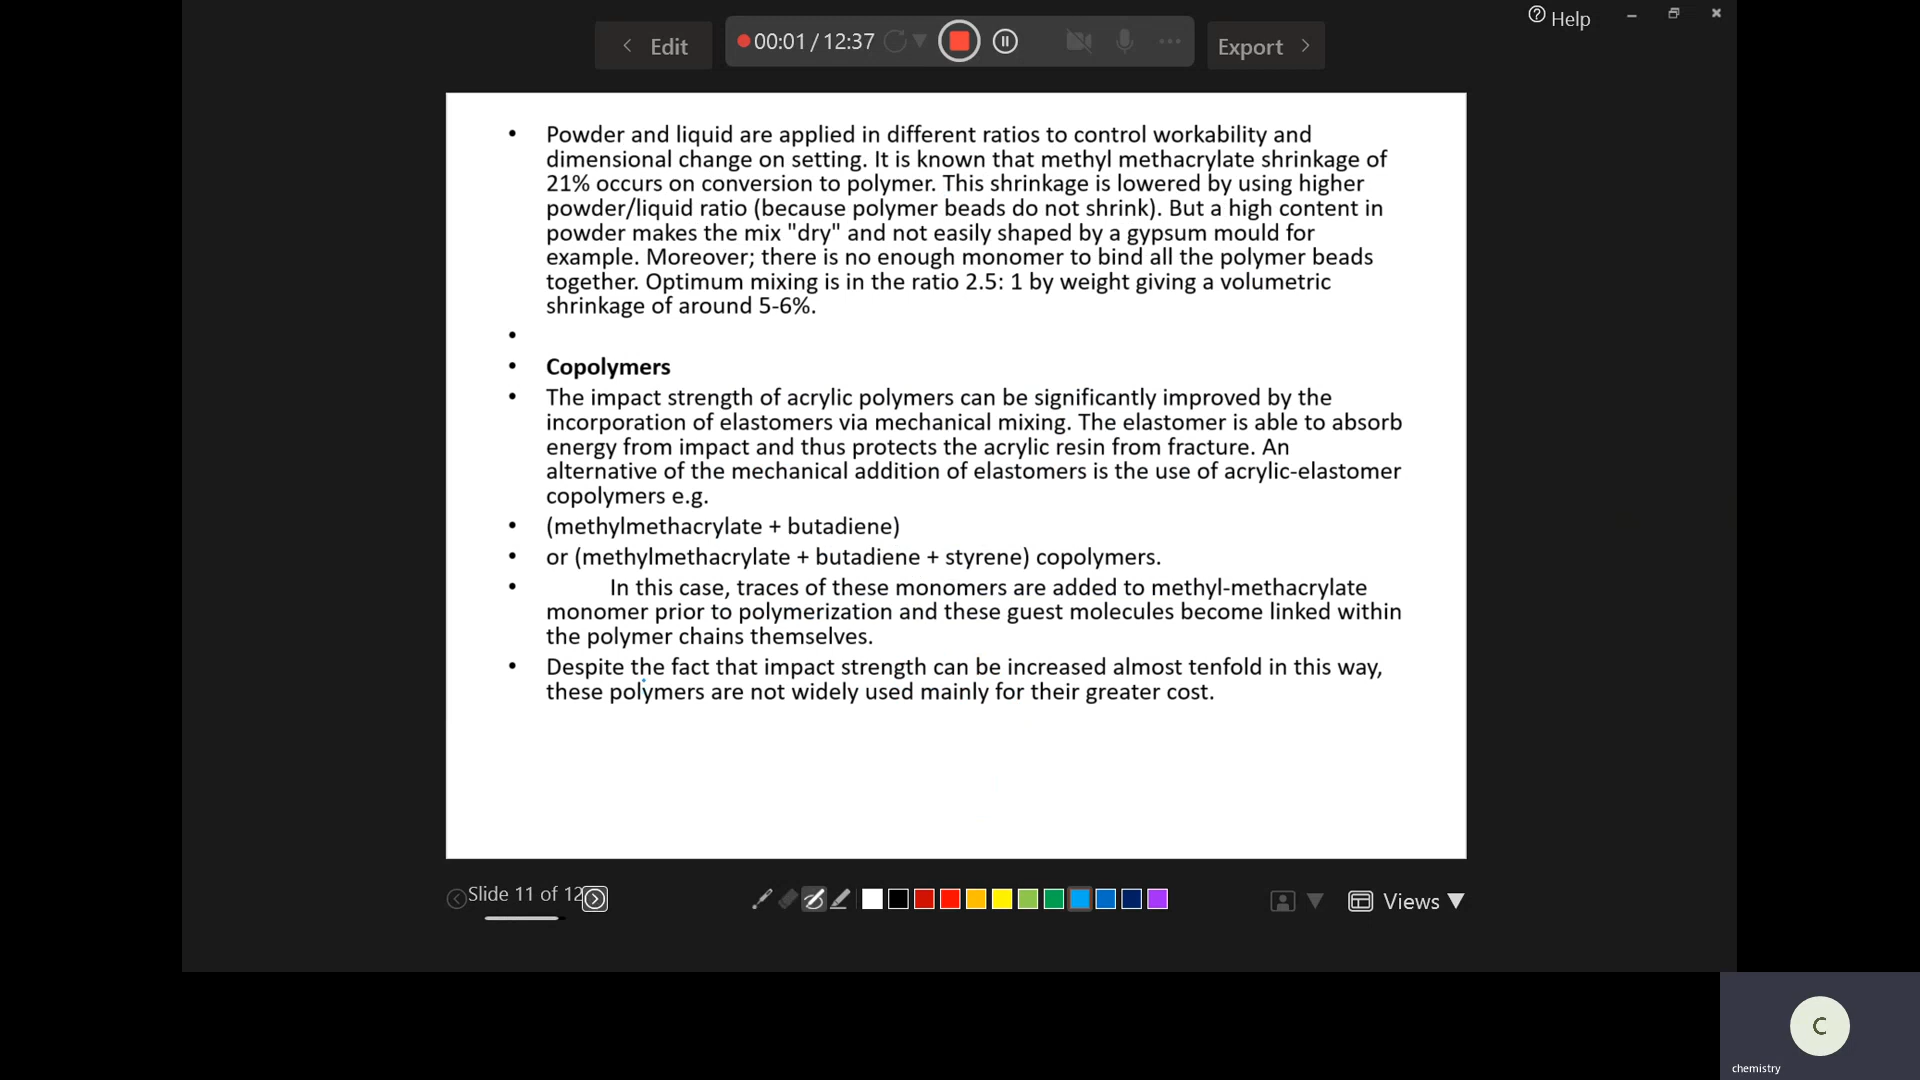 Help
Edit
00:01 / 12:37
Export
• Powder and liquid are applied in different ratios to control workability and
dimensional change on setting. It is known that methyl methacrylate shrinkage of
21% occurs on conversion to polymer. This shrinkage is lowered by using higher
powder/liquid ratio (because polymer beads do not shrink). But a high content in
powder makes the mix "dry" and not easily shaped by a gypsum mould for
example. Moreover; there is no enough monomer to bind all the polymer beads
together. Optimum mixing is in the ratio 2.5: 1 by weight giving a volumetric
shrinkage of around 5-6%.
•
• Copolymers
• The impact strength of acrylic polymers can be significantly improved by the
incorporation of elastomers via mechanical mixing. The elastomer is able to absorb
energy from impact and thus protects the acrylic resin from fracture. An
alternative of the mechanical addition of elastomers is the use of acrylic-elastomer
copolymers e.g.
• (methylmethacrylate + butadiene)
• or (methylmethacrylate + butadiene + styrene) copolymers.
• In this case, traces of these monomers are added to methyl-methacrylate
monomer prior to polymerization and these guest molecules become linked within
the polymer chains themselves.
• Despite the fact that impact strength can be increased almost tenfold in this way,
these polymers are not widely used mainly for their greater cost.
Slide 11 of 12
Views
C
chemistry